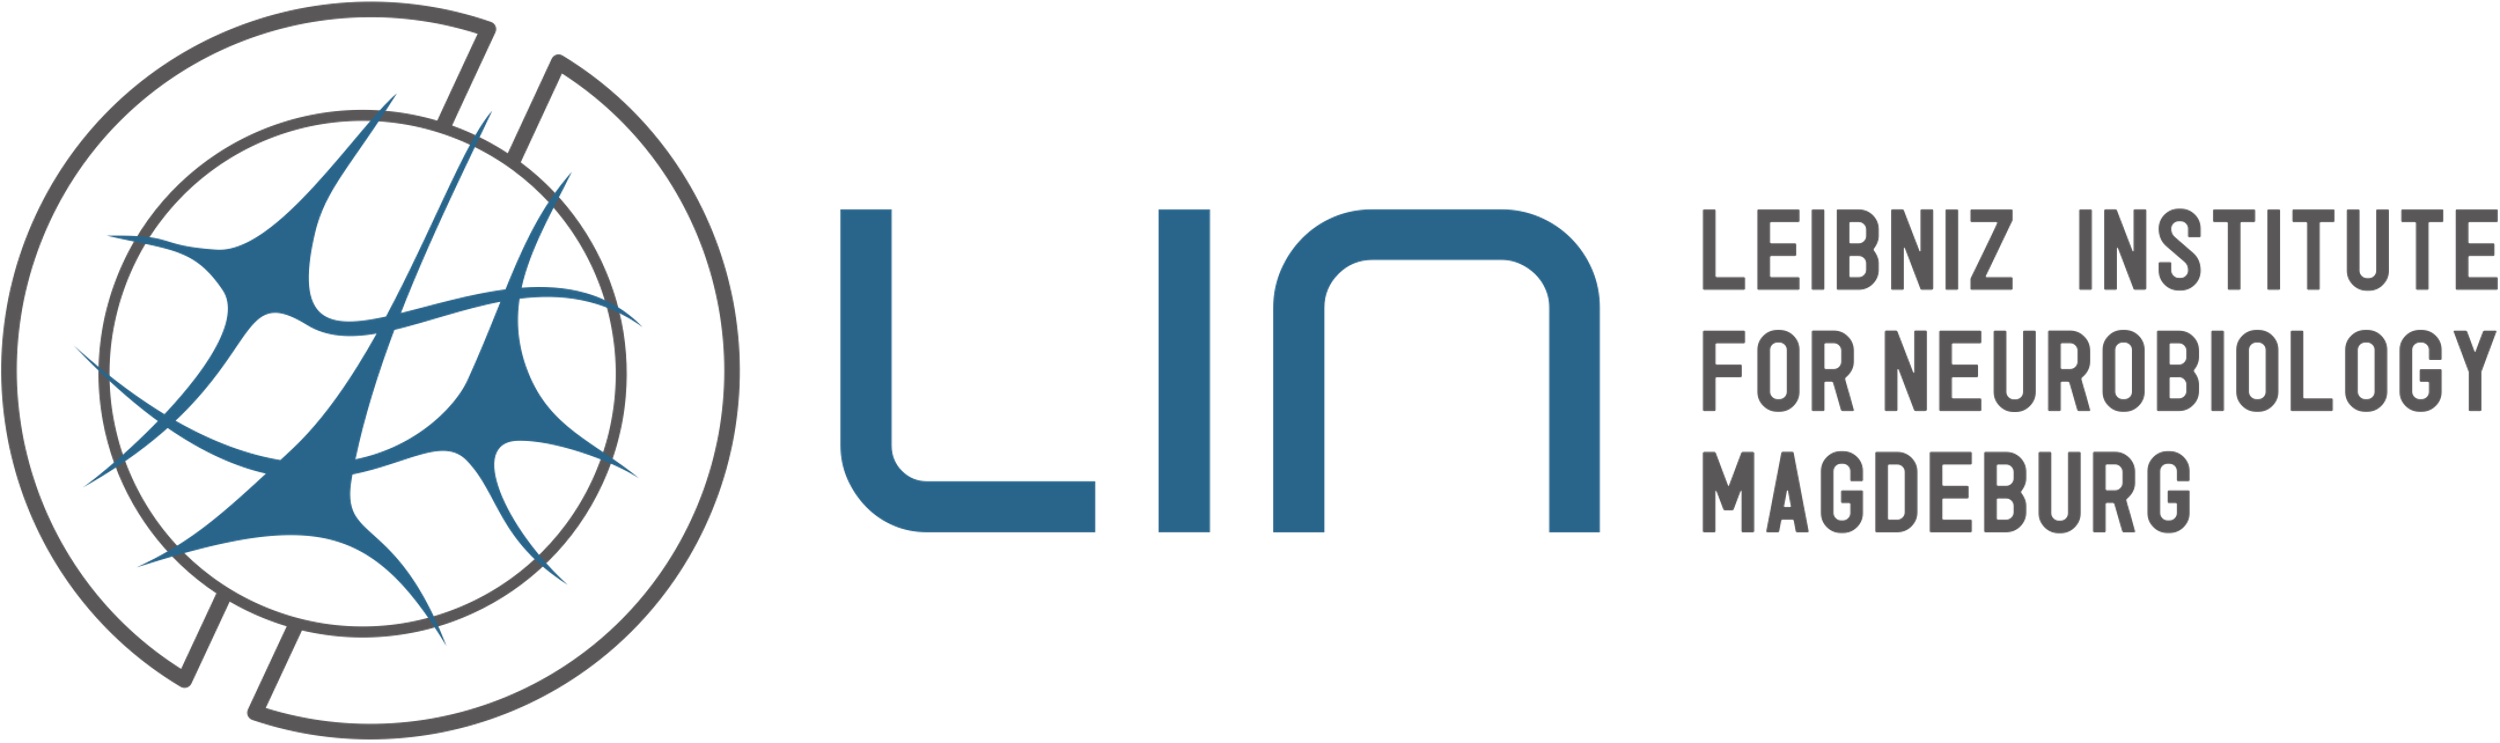 LIN
LEIBNIZ INSTITUTE
FOR NEUROBIOLOGY
MAGDEBURG